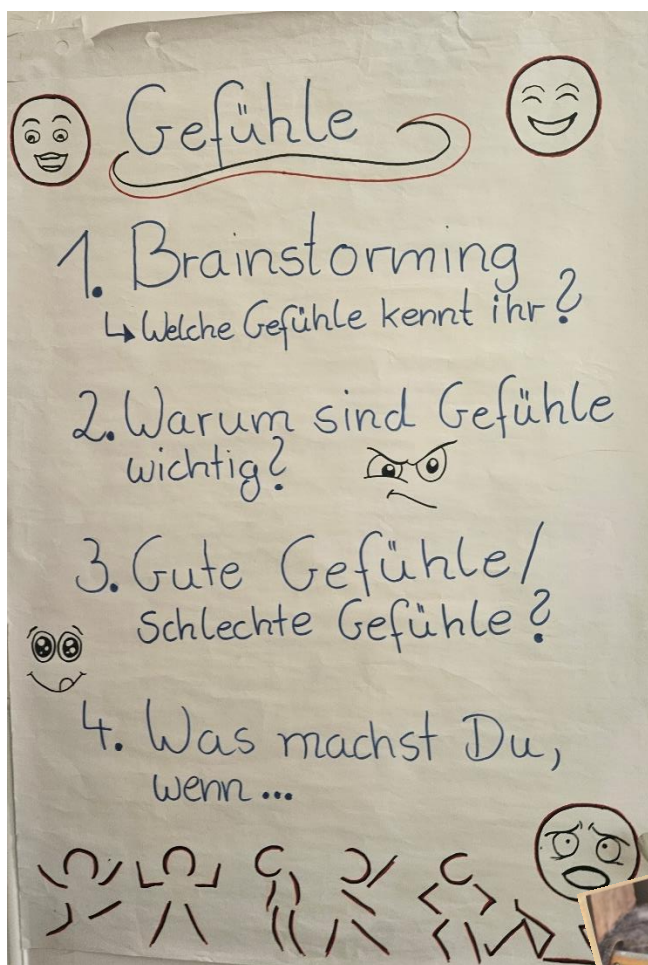 Gefühle
1. Brainstorming
↳ Welche Gefühle kennt ihr?
2. Warum sind Gefühle
wichtig?
3. Gute Gefühle/
Schlechte Gefühle?
4. Was machst Du,
wenn...